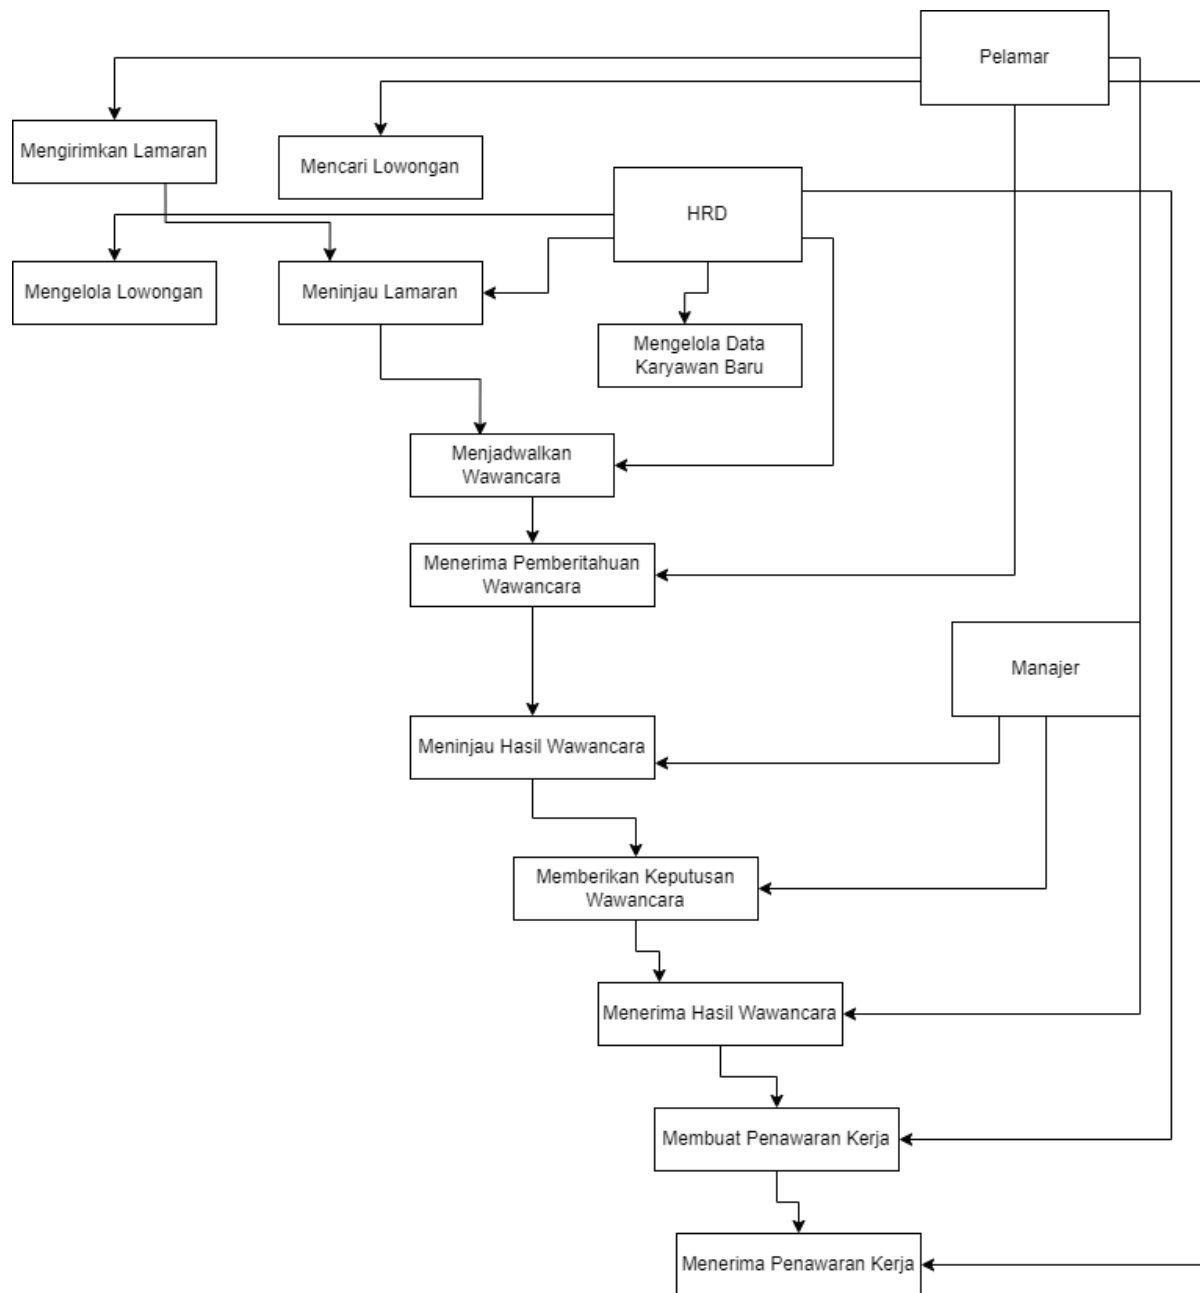 Pelamar
Mengirimkan Lamaran
Mencari Lowongan
HRD
Mengelola Lowongan
Meninjau Lamaran
Mengelola Data
Karyawan Baru
Menjadwalkan
Wawancara
Menerima Pemberitahuan
Wawancara
Manajer
Meninjau Hasil Wawancara
Memberikan Keputusan
Wawancara
Menerima Hasil Wawancara
Membuat Penawaran Kerja
Menerima Penawaran Kerja